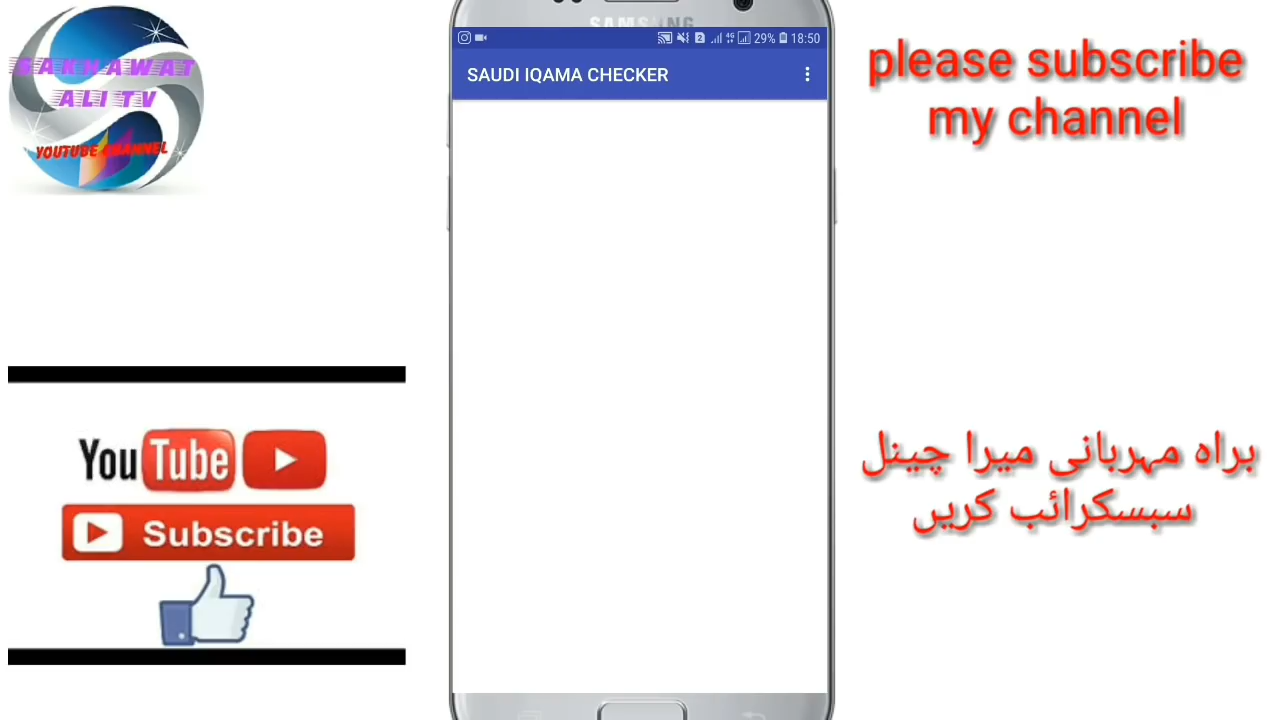 SAKHAWAT
ALI TV
YOUTUBE CHANNEL
SAMSUNG
29% 18:50
SAUDI IQAMA CHECKER
please subscribe
my channel
YouTube
Subscribe
براہ مہربانی میرا چینل
سبسکرائب کریں